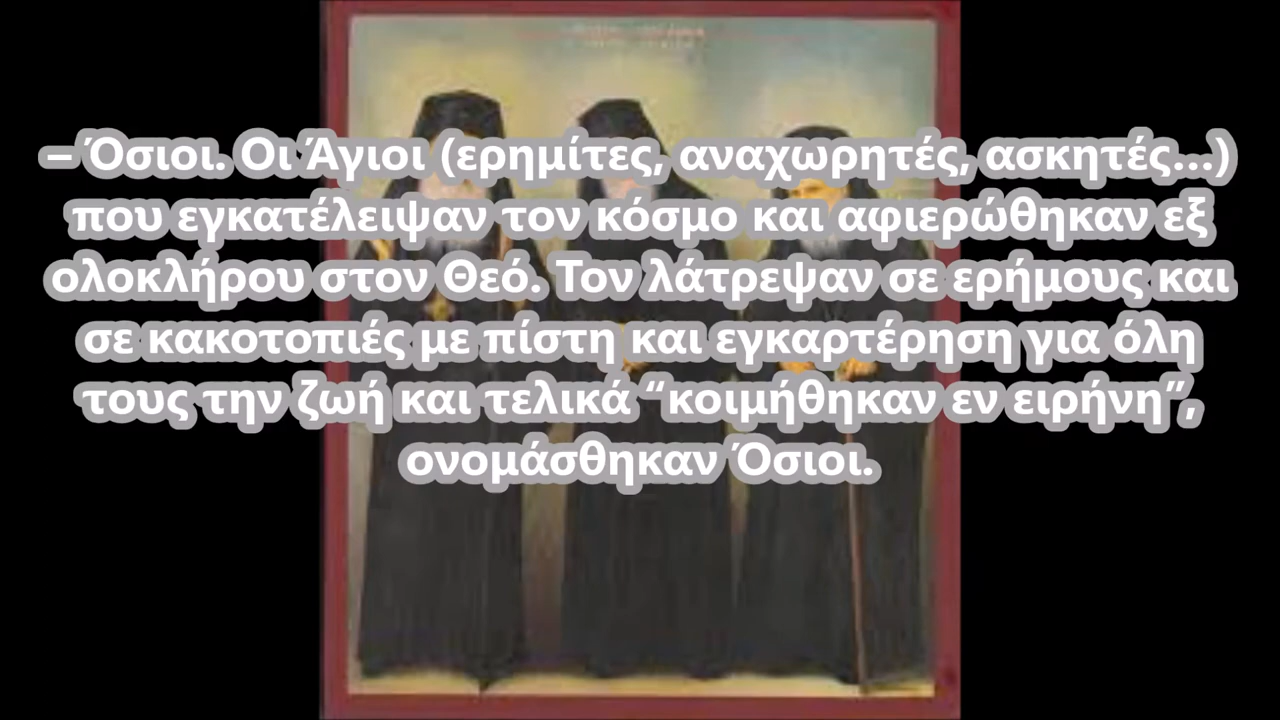 – Όσιοι. Οι Άγιοι (ερημίτες, αναχωρητές, ασκητές...)
που εγκατέλειψαν τον κόσμο και αφιερώθηκαν εξ
ολοκλήρου στον Θεό. Τον λάτρεψαν σε ερήμους και
σε κακοτοπιές με πίστη και εγκαρτέρηση για όλη
τους την ζωή και τελικά “κοιμήθηκαν εν ειρήνη”,
ονομάσθηκαν Όσιοι.